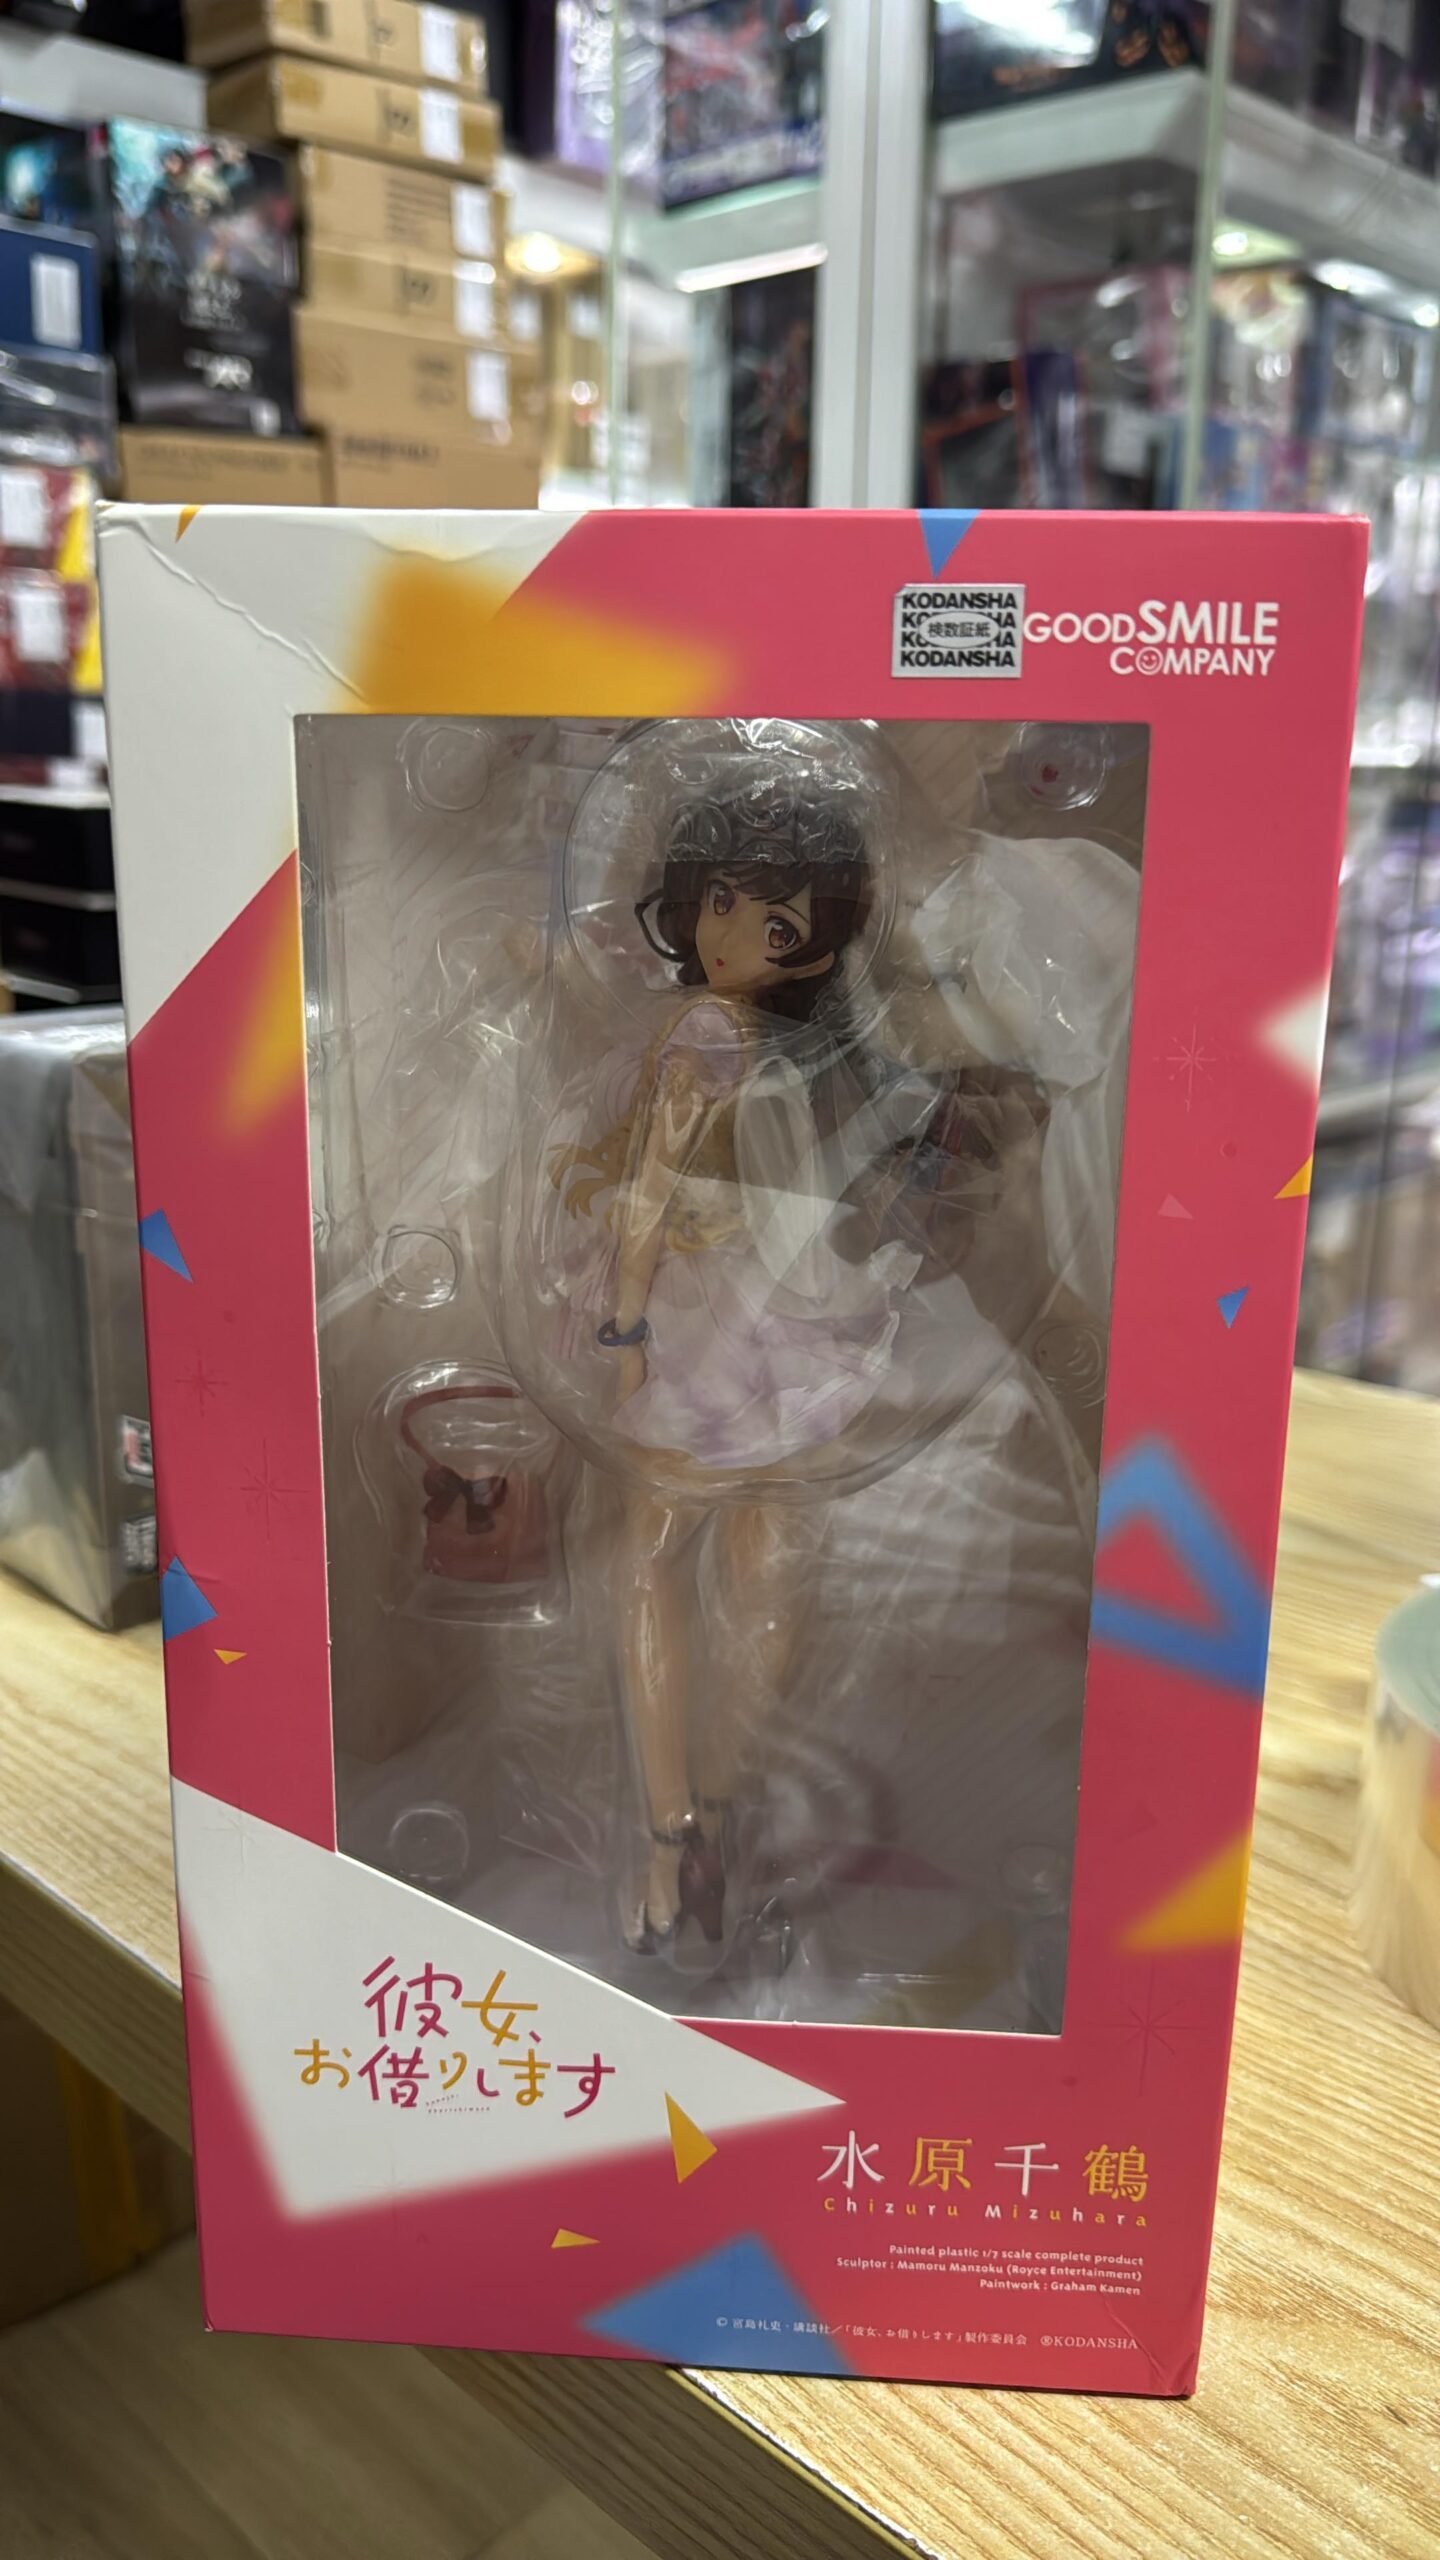 KODANSHA
検数証紙
KODANSHA
GOODSMILE
COMPANY
彼女、
お借りします
水原千鶴
Chizuru Mizuhara
Painted plastic 1/7 scale complete product
Sculptor : Mamoru Manzoku (Royce Entertainment)
Paintwork : Graham Kamen
© 宮島礼吏・講談社／「彼女、お借りします」製作委員会 ®KODANSHA